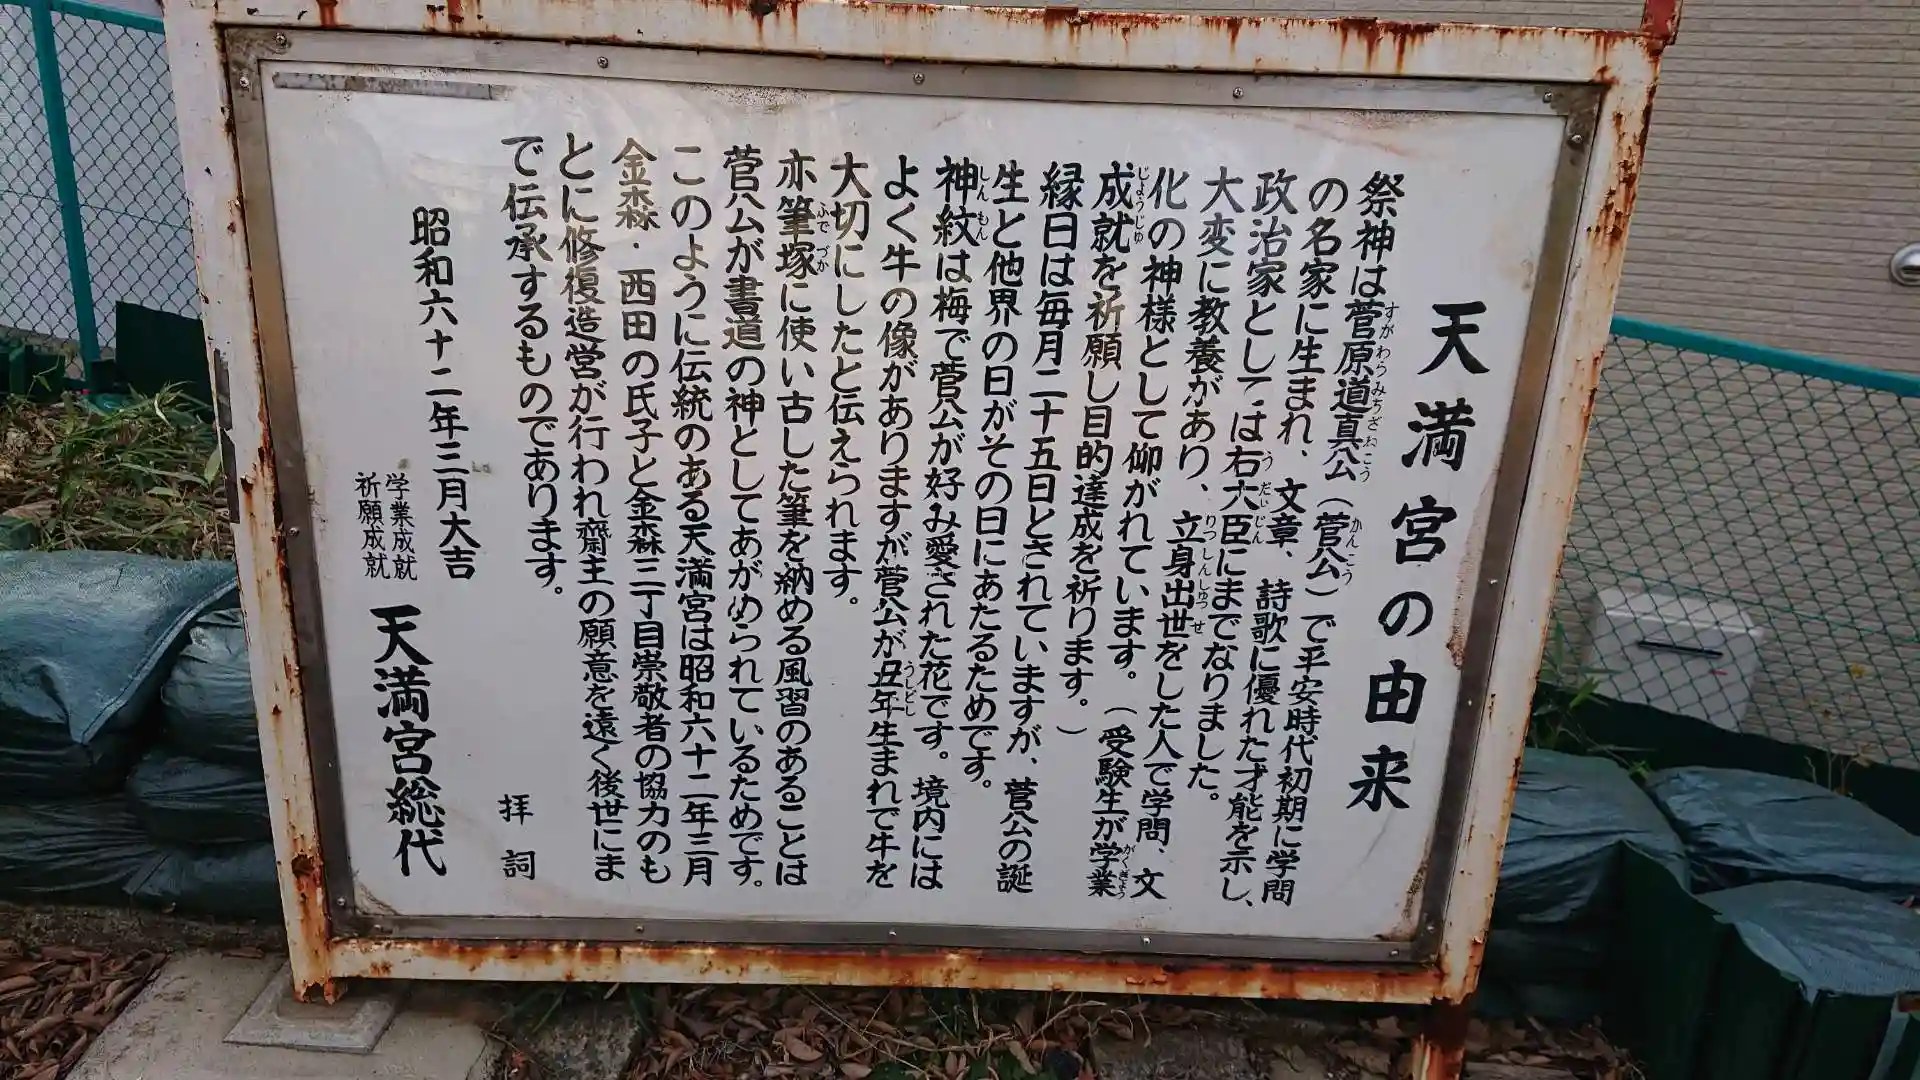 天満宮の由来
祭神は菅原道真公（菅公）で平安時代初期に学問
の名家に生まれ、文章、詩歌に優れた才能を示し、
政治家としては右大臣にまでなりました。
大変に教養があり、立身出世をした人で学問、文
化の神様として仰がれています。（受験生が学業
成就を祈願し目的達成を祈ります。）
縁日は毎月二十五日とされていますが、菅公の誕
生と他界の日がその日にあたるためです。
神紋は梅で菅公が好み愛された花です。境内には
よく牛の像がありますが菅公が丑年生まれで牛を
大切にしたと伝えられます。
亦筆塚に使い古した筆を納める風習のあることは
菅公が書道の神としてあがめられているためです。
このように伝統のある天満宮は昭和六十二年三月
金森・西田の氏子と金森三丁目崇敬者の協力のも
とに修復造営が行われ齋主の願意を遠く後世にま
で伝承するものであります。
拝詞
昭和六十二年三月大吉
学業成就
祈願成就
天満宮総代